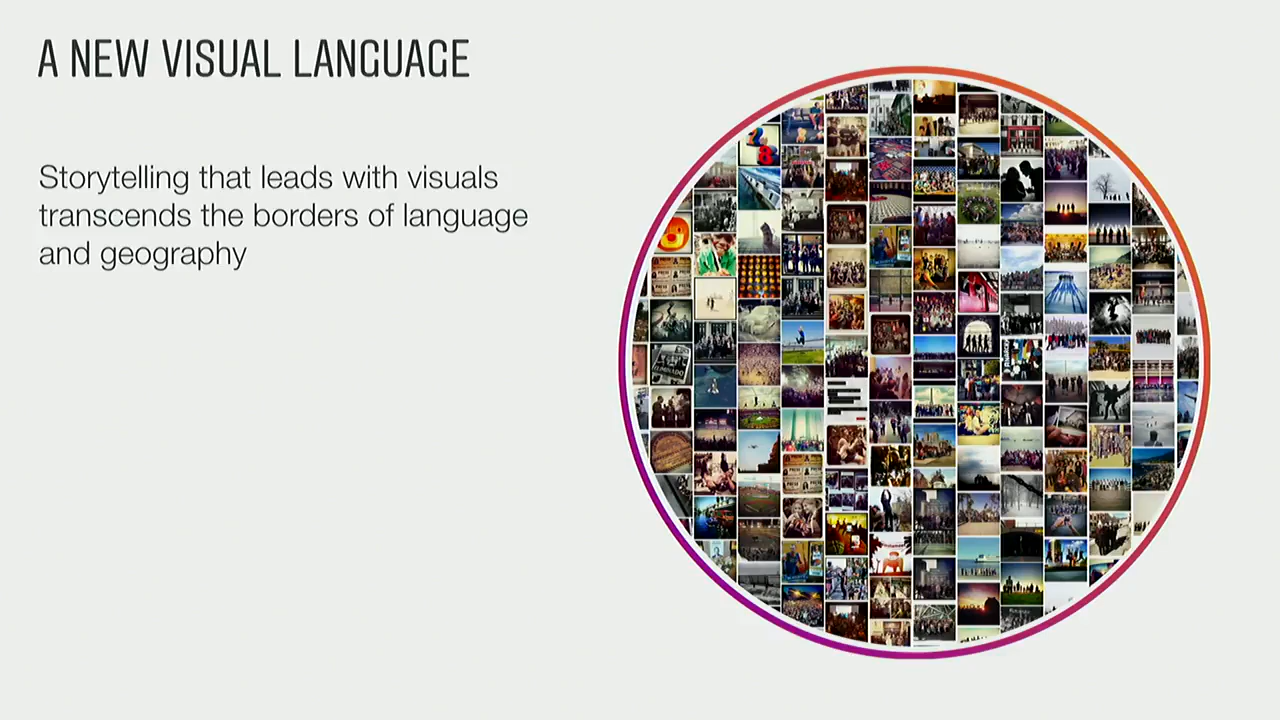 A NEW VISUAL LANGUAGE
Storytelling that leads with visuals
transcends the borders of language
and geography